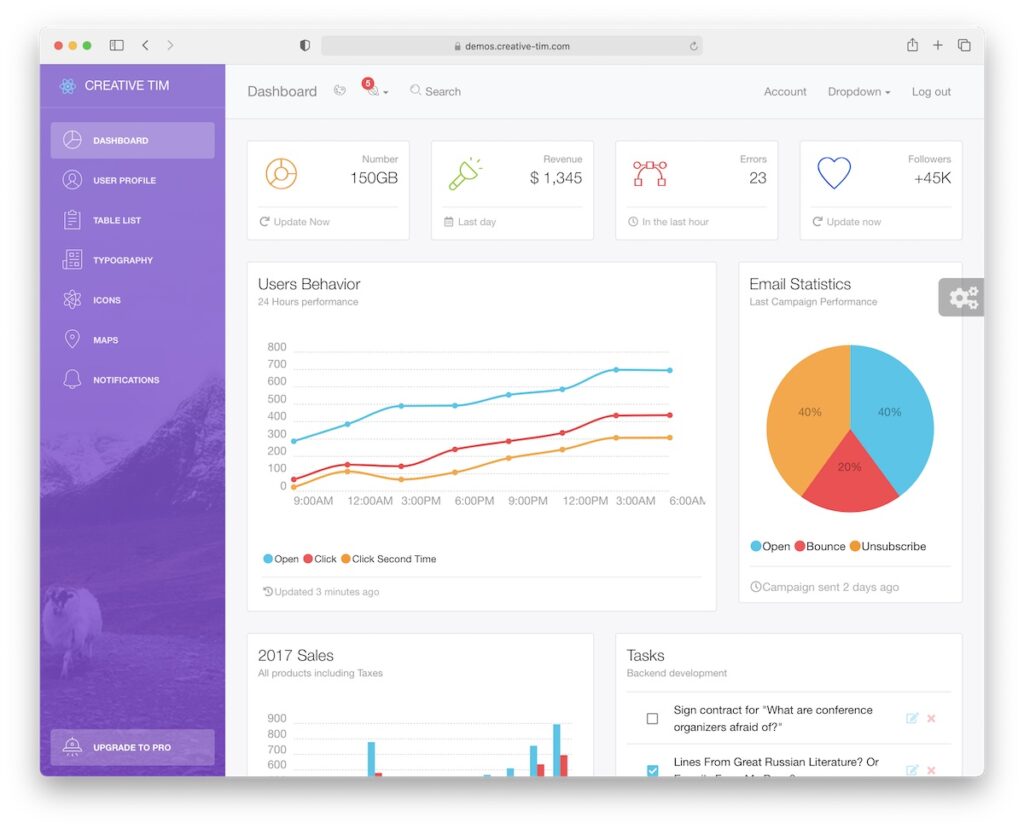 demos.creative-tim.com
CREATIVE TIM
DASHBOARD
USER PROFILE
TABLE LIST
TYPOGRAPHY
ICONS
MAPS
NOTIFICATIONS
UPGRADE TO PRO
Dashboard
5
Search
Account
Dropdown
Log out
Number
150GB
Update Now
Revenue
$ 1,345
Last day
Errors
23
In the last hour
Followers
+45K
Update now
Users Behavior
24 Hours performance
800
700
600
500
400
300
200
100
0
9:00AM 12:00AM 3:00PM 6:00PM 9:00PM 12:00PM 3:00AM 6:00AM
Open Click Click Second Time
Updated 3 minutes ago
Email Statistics
Last Campaign Performance
40%
40%
20%
Open Bounce Unsubscribe
Campaign sent 2 days ago
2017 Sales
All products including Taxes
900
800
700
600
Tasks
Backend development
Sign contract for "What are conference
organizers afraid of?"
Lines From Great Russian Literature? Or